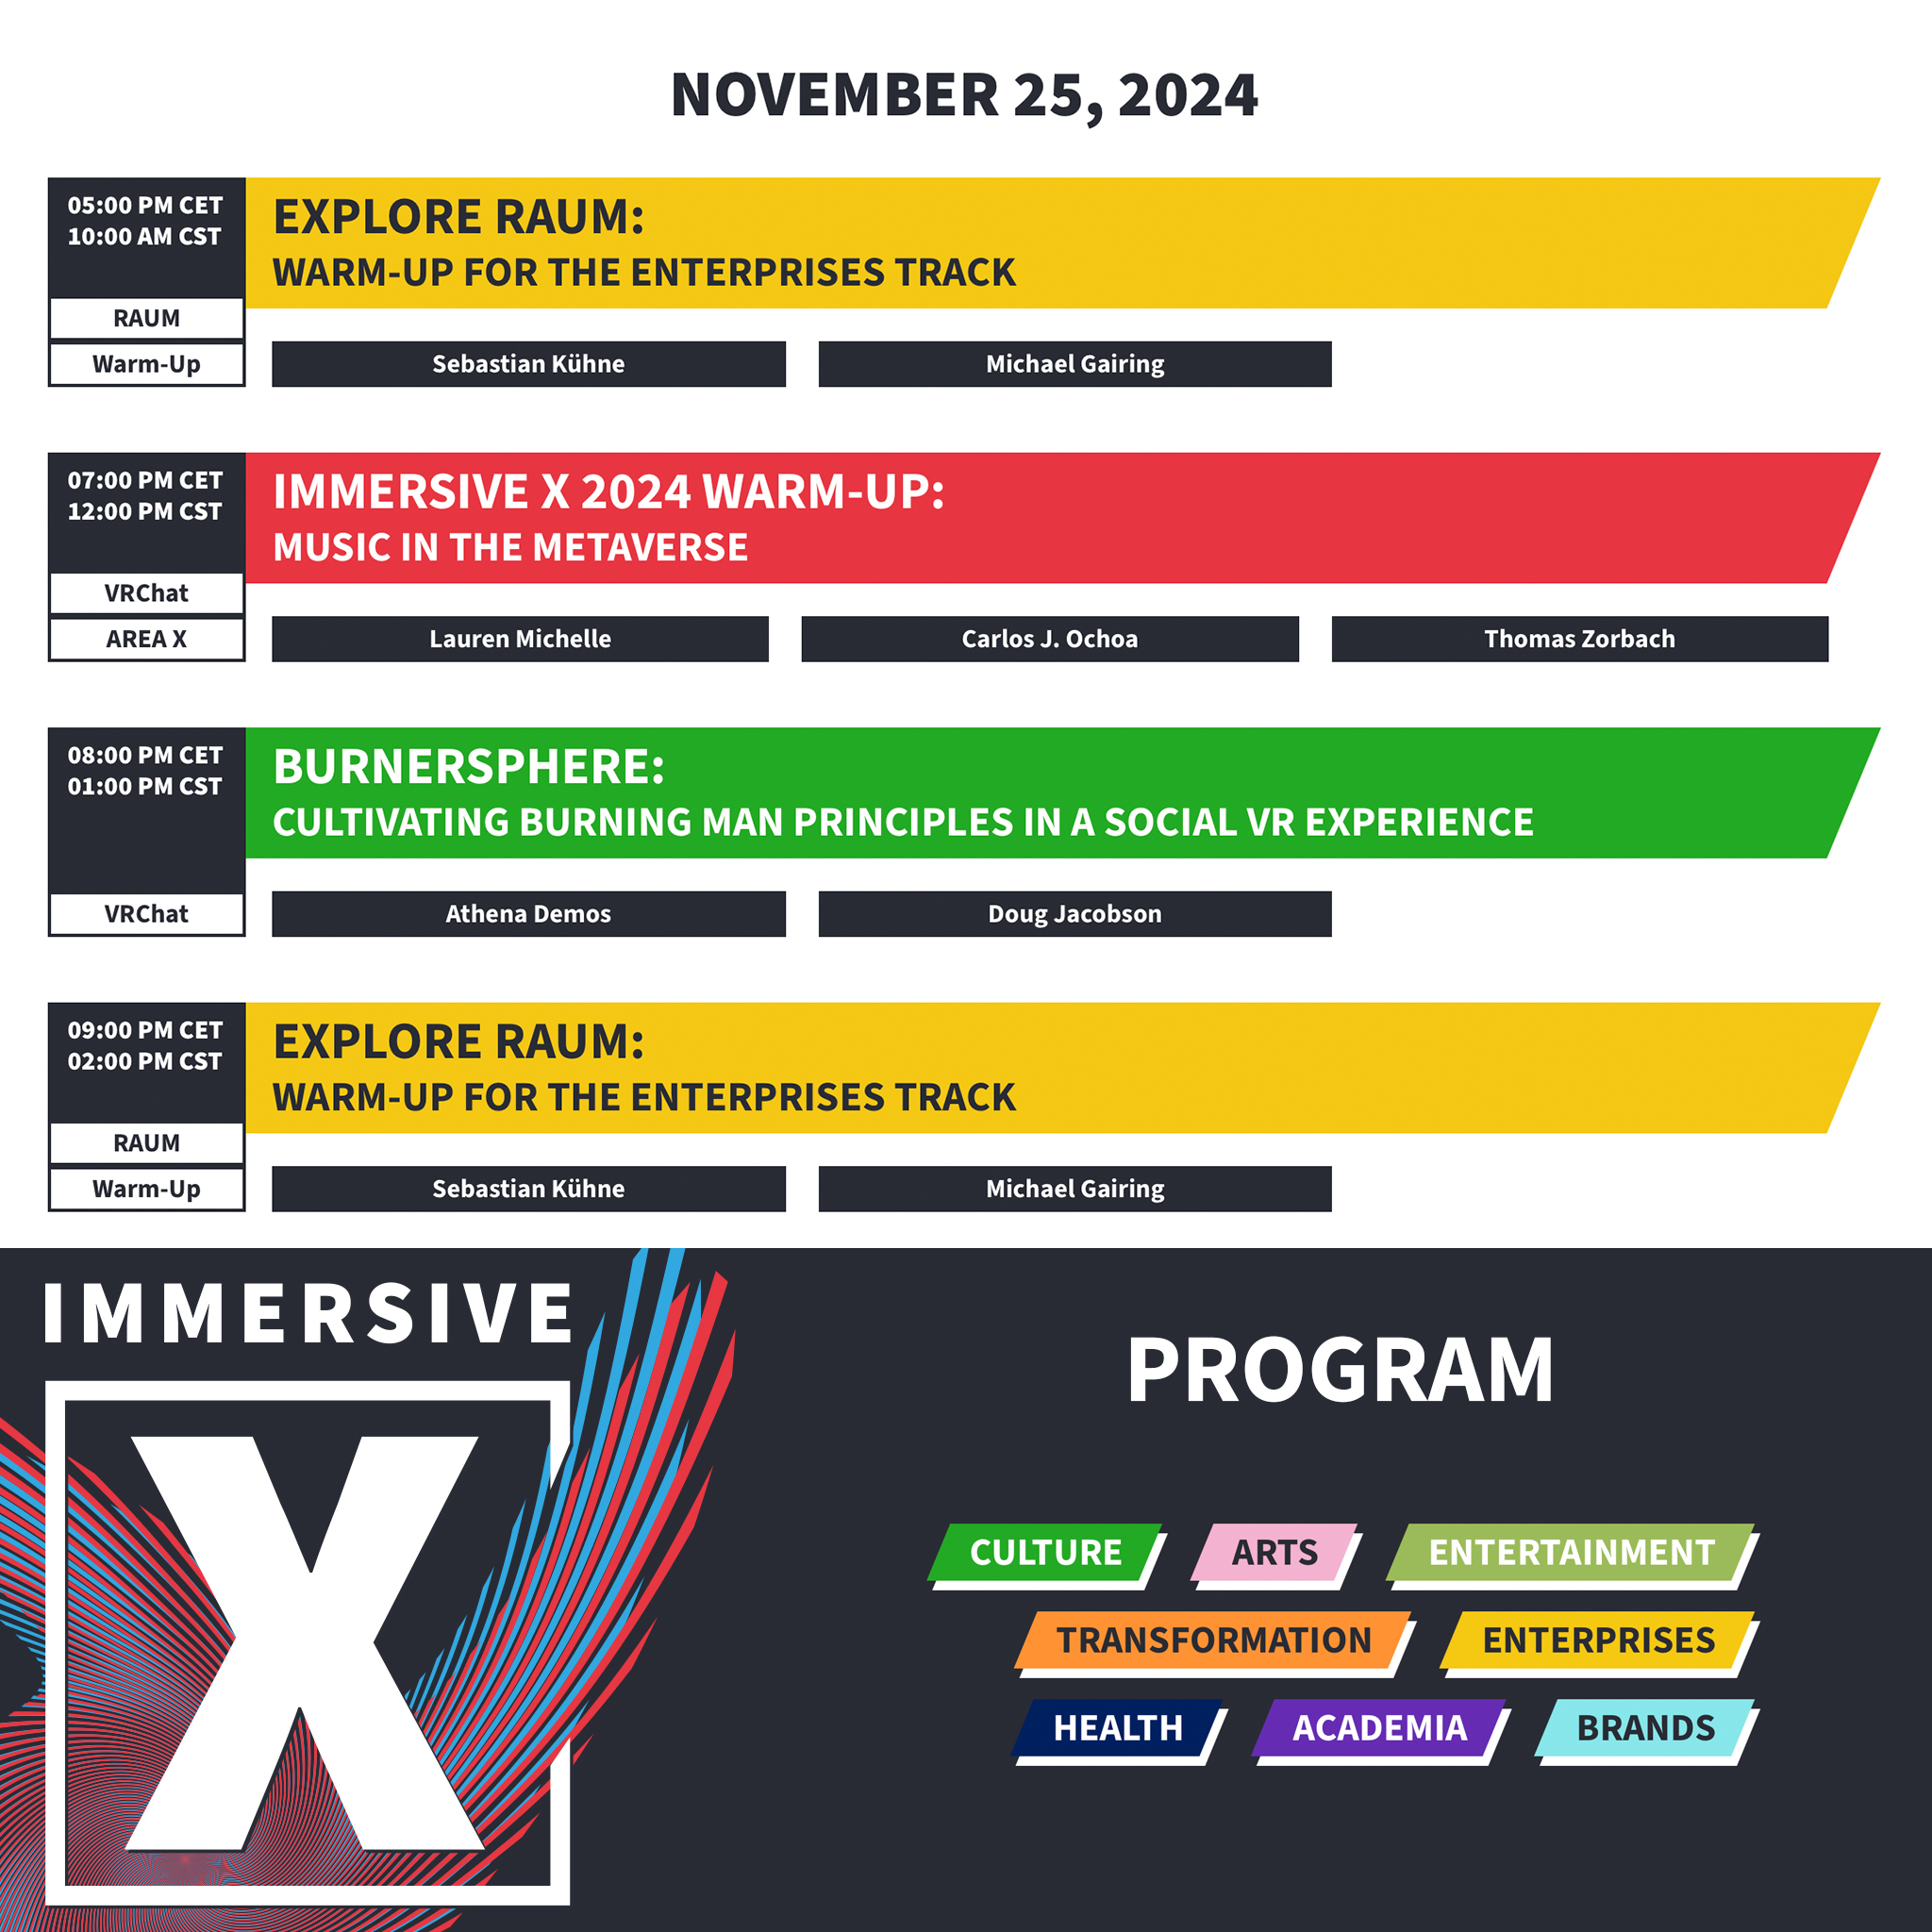 NOVEMBER 25, 2024
05:00 PM CET
10:00 AM CST
RAUM
Warm-Up
EXPLORE RAUM:
WARM-UP FOR THE ENTERPRISES TRACK
Sebastian Kühne
Michael Gairing
07:00 PM CET
12:00 PM CST
VRChat
AREA X
IMMERSIVE X 2024 WARM-UP:
MUSIC IN THE METAVERSE
Lauren Michelle
Carlos J. Ochoa
Thomas Zorbach
08:00 PM CET
01:00 PM CST
VRChat
BURNERSPHERE:
CULTIVATING BURNING MAN PRINCIPLES IN A SOCIAL VR EXPERIENCE
Athena Demos
Doug Jacobson
09:00 PM CET
02:00 PM CST
RAUM
Warm-Up
EXPLORE RAUM:
WARM-UP FOR THE ENTERPRISES TRACK
Sebastian Kühne
Michael Gairing
IMMERSIVE
X
PROGRAM
CULTURE
ARTS
ENTERTAINMENT
TRANSFORMATION
ENTERPRISES
HEALTH
ACADEMIA
BRANDS